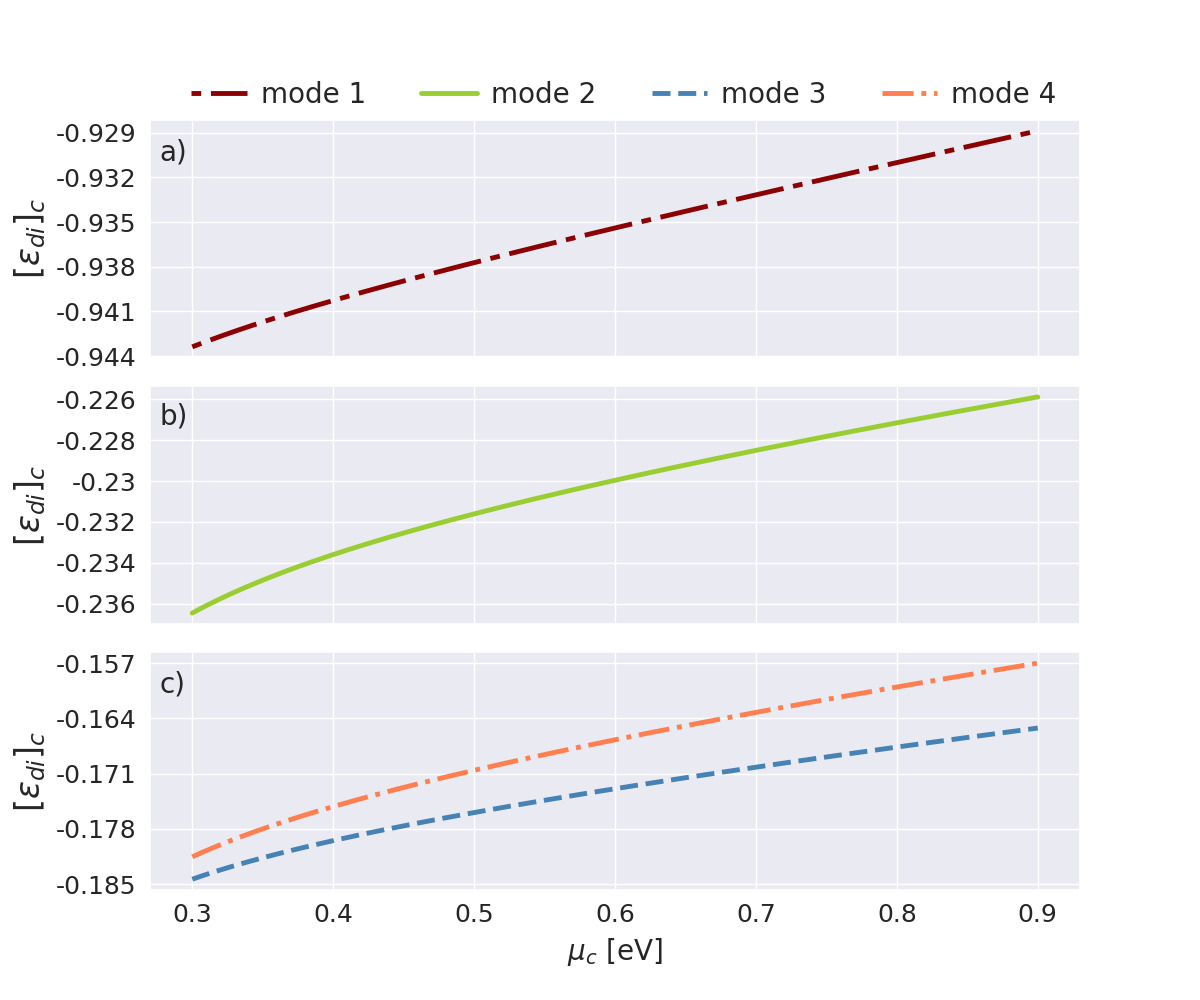 mode 1 mode 2 mode 3 mode 4
a)
[ε_di]_c
-0.929
-0.932
-0.935
-0.938
-0.941
-0.944
b)
[ε_di]_c
-0.226
-0.228
-0.23
-0.232
-0.234
-0.236
c)
[ε_di]_c
-0.157
-0.164
-0.171
-0.178
-0.185
0.3 0.4 0.5 0.6 0.7 0.8 0.9
μ_c [eV]